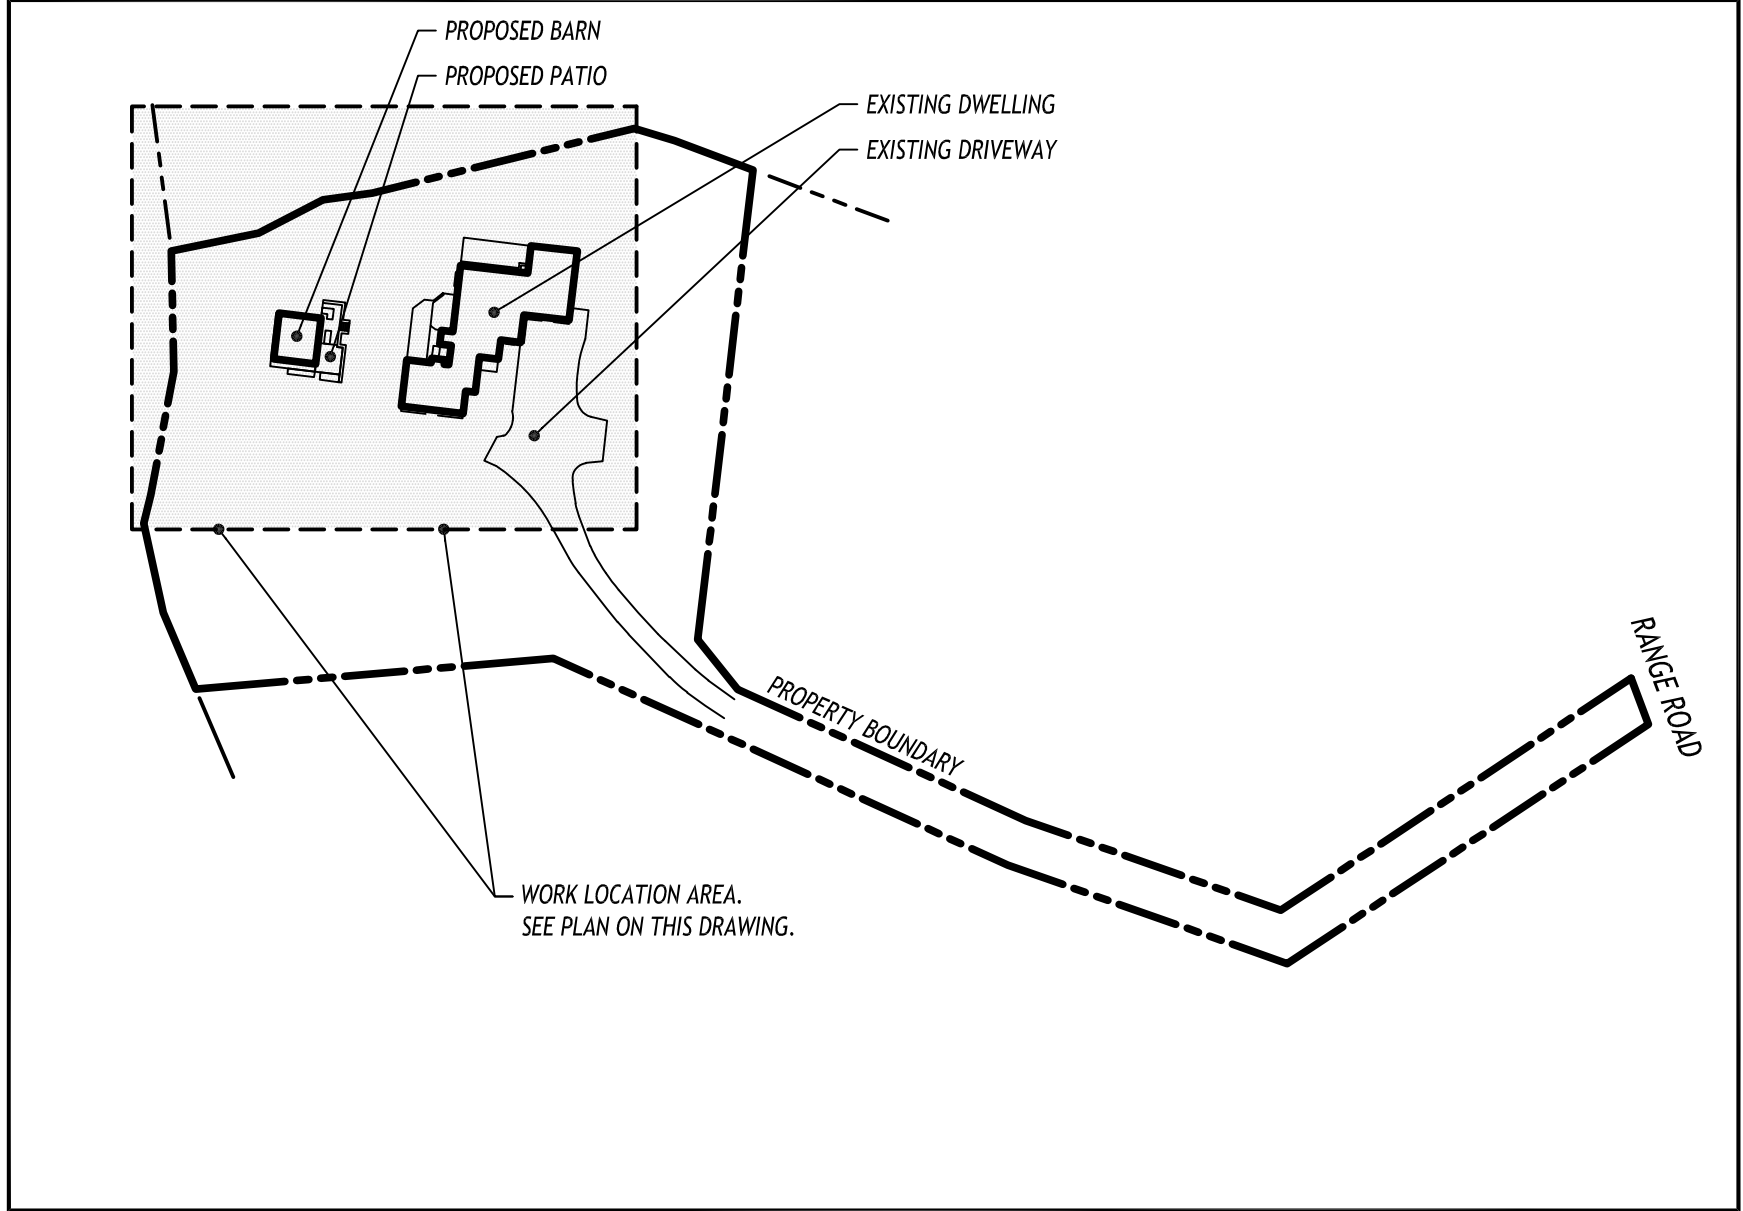 PROPOSED BARN
PROPOSED PATIO
EXISTING DWELLING
EXISTING DRIVEWAY
RANGE ROAD
PROPERTY BOUNDARY
WORK LOCATION AREA.
SEE PLAN ON THIS DRAWING.